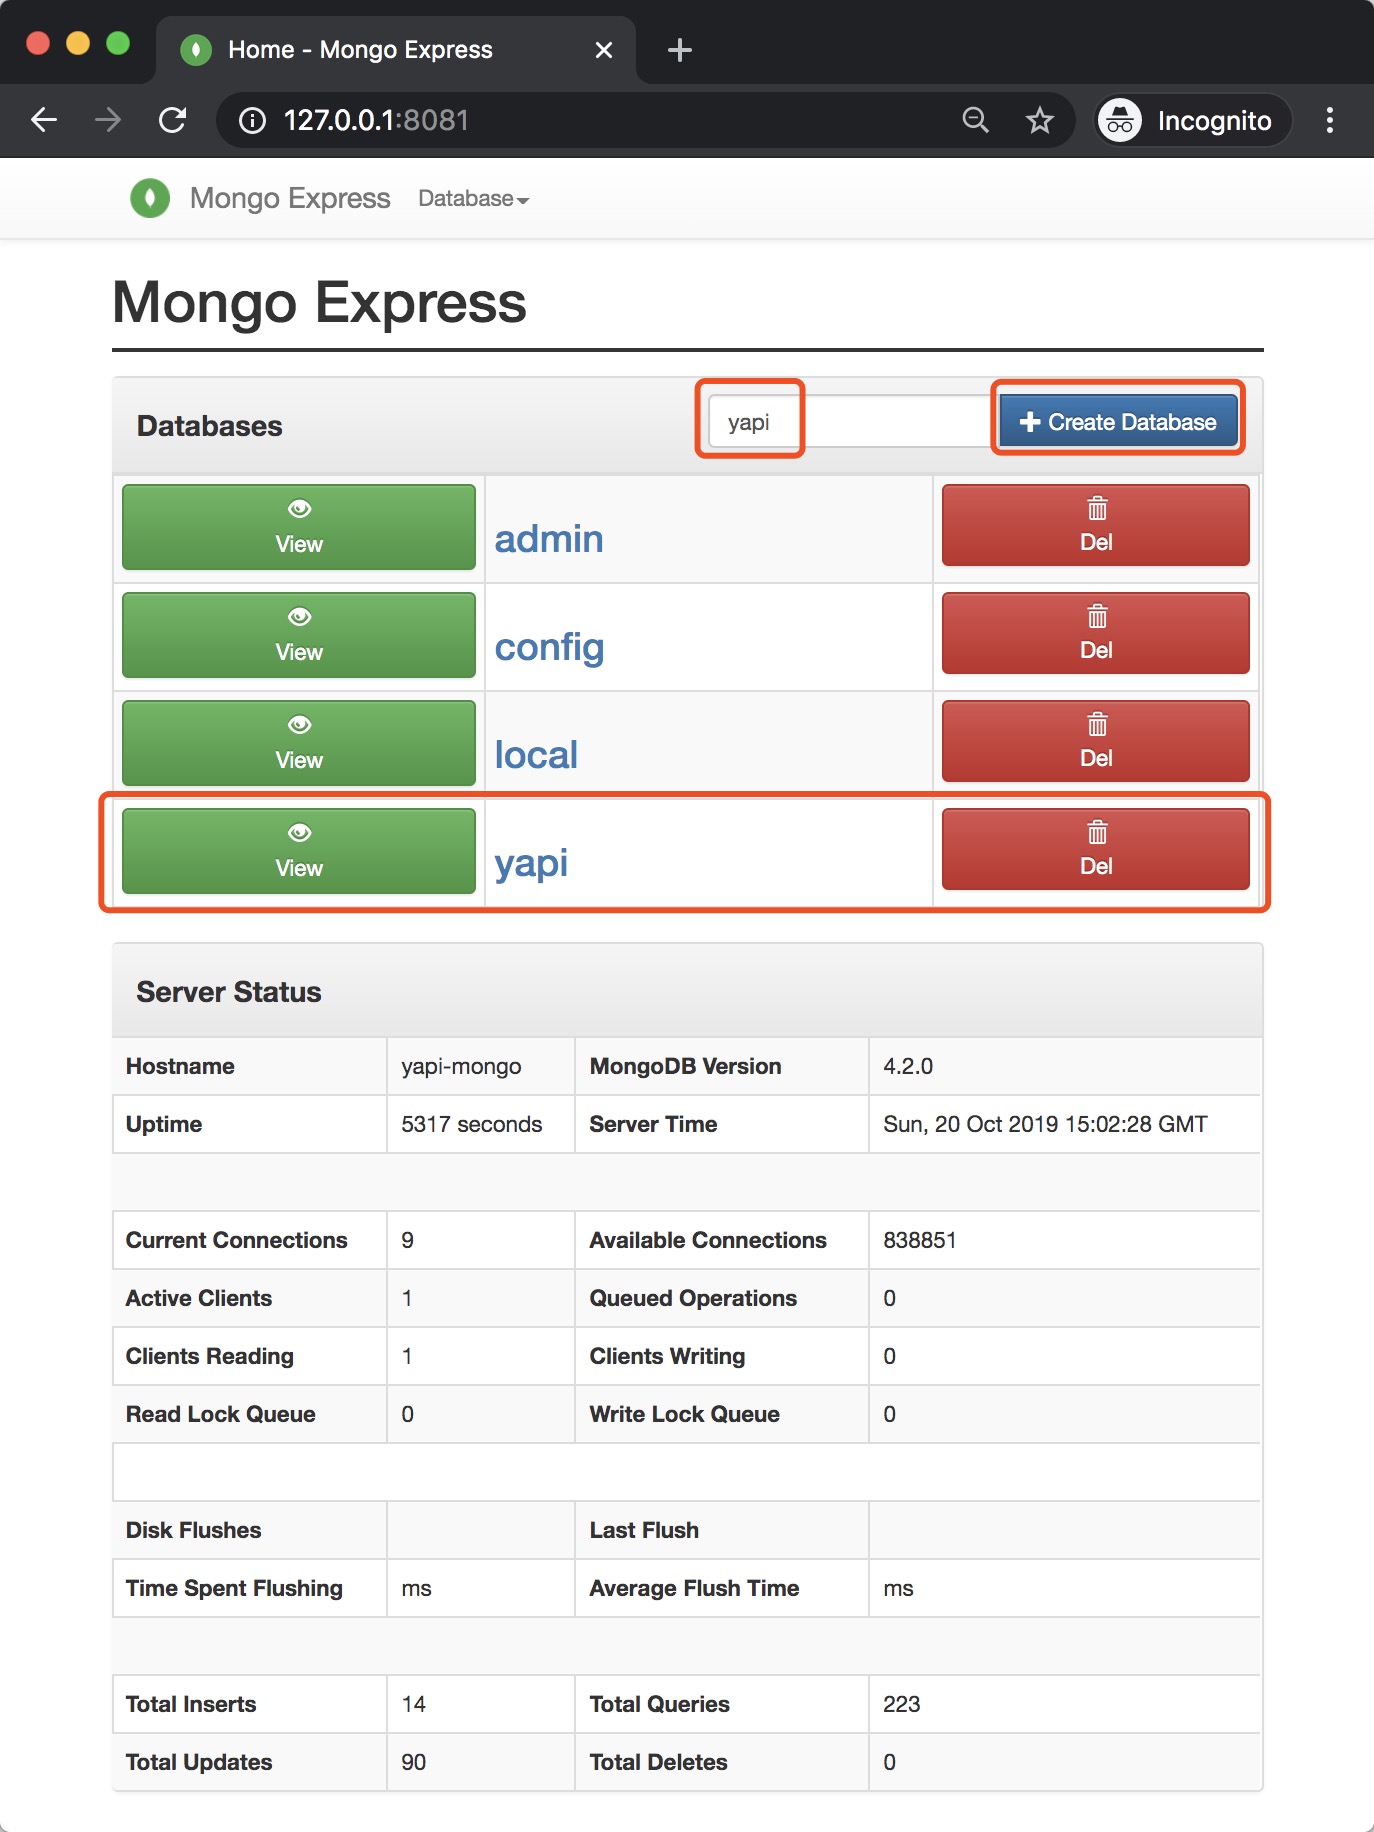 Home - Mongo Express
127.0.0.1:8081
Incognito
Mongo Express Database
Mongo Express
Databases yapi Create Database
View admin Del
View config Del
View local Del
View yapi Del
Server Status
Hostname yapi-mongo MongoDB Version 4.2.0
Uptime 5317 seconds Server Time Sun, 20 Oct 2019 15:02:28 GMT
Current Connections 9 Available Connections 838851
Active Clients 1 Queued Operations 0
Clients Reading 1 Clients Writing 0
Read Lock Queue 0 Write Lock Queue 0
Disk Flushes Last Flush
Time Spent Flushing ms Average Flush Time ms
Total Inserts 14 Total Queries 223
Total Updates 90 Total Deletes 0